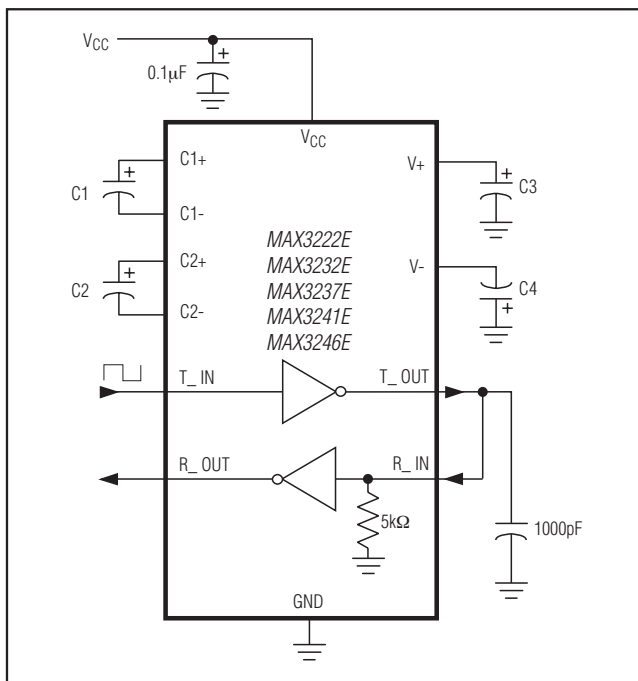 VCC
+
0.1µF
VCC
C1+
V+
+
C1
+
C3
C1-
MAX3222E
C2+
MAX3232E
V-
+
C2
MAX3237E
C4
C2-
MAX3241E
+
MAX3246E
T_ IN
T_ OUT
R_ OUT
R_ IN
5kΩ
1000pF
GND